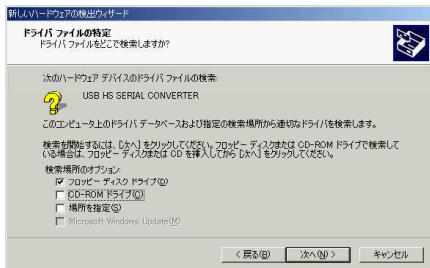 新しいハードウェアの検出ウィザード
ドライバ ファイルの特定
ドライバ ファイルをどこで検索しますか?
次のハードウェア デバイスのドライバ ファイルの検索:
USB HS SERIAL CONVERTER
このコンピュータ上のドライバ データベースおよび指定の検索場所から適切なドライバを検索します。
検索を開始するには、[次へ] をクリックしてください。フロッピー ディスクまたは CD-ROM ドライブで検索して
いる場合は、フロッピー ディスクまたは CD を挿入してから [次へ] をクリックしてください。
検索場所のオプション:
フロッピー ディスク ドライブ(D)
CD-ROM ドライブ(C)
場所を指定(S)
Microsoft Windows Update(M)
< 戻る(B)
次へ(N) >
キャンセル